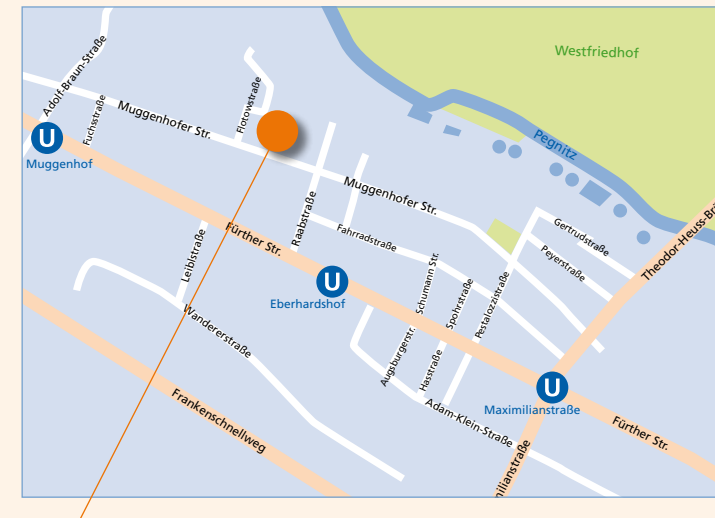 Westfriedhof
Adolf-Braun-Straße
Fuchsstraße
Muggenhofer Str.
Flotowstraße
U
Muggenhof
Pegnitz
Muggenhofer Str.
Raabstraße
Fahrradstraße
Fürther Str.
Leiblstraße
Gertrudstraße
Peyerstraße
Theodor-Heuss-Brü
U
Eberhardshof
Schumann Str.
Spohrstraße
Pestalozzistraße
Wandererstraße
Augsburgerstr.
Hasstraße
U
Maximilianstraße
Adam-Klein-Straße
Frankenschnellweg
Fürther Str.
milianstraße